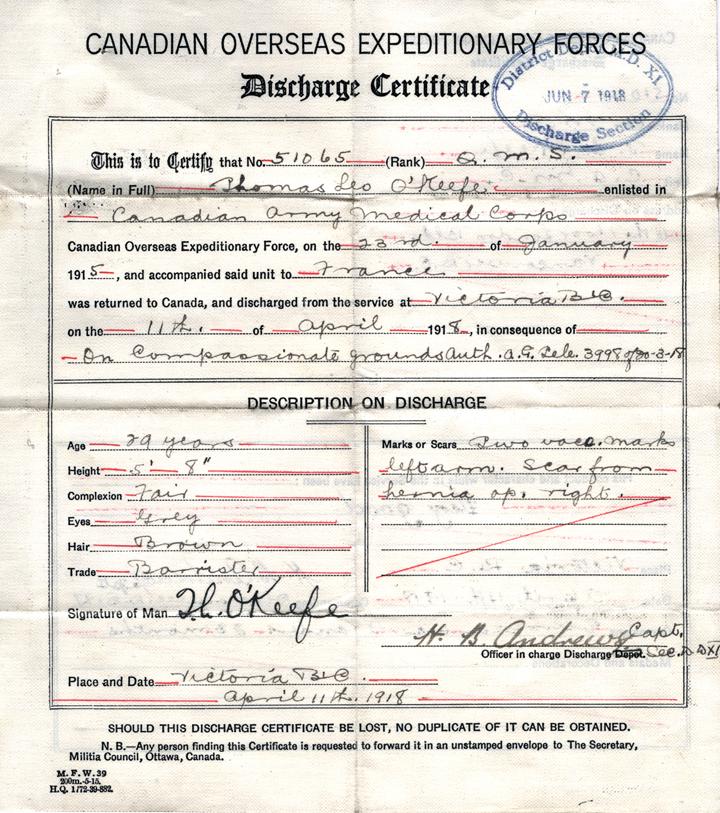 CANADIAN OVERSEAS EXPEDITIONARY FORCES
Discharge Certificate
District Depot M.D. XI
JUN 7 1918
Discharge Section
This is to Certify that No. 51065 (Rank) Q. M. S.
(Name in Full) Thomas Leo O'Keefe enlisted in
Canadian Army Medical Corps
Canadian Overseas Expeditionary Force, on the 23rd. of January
1915, and accompanied said unit to France
was returned to Canada, and discharged from the service at Victoria B.C.
on the 11th. of April 1918, in consequence of
On Compassionate grounds Auth. A.G. Tele. 3998 of 20-3-18
DESCRIPTION ON DISCHARGE
Age 29 years
Height 5' 8"
Complexion Fair
Eyes Grey
Hair Brown
Trade Barrister
Marks or Scars Two vacc. marks
left arm. Scar from
hernia op. right.
Signature of Man T.L. O'Keefe
H. B. Andrews Capt.
Officer in charge Discharge Depot. Sec. D.D XI
Place and Date Victoria B.C.
April 11th. 1918
SHOULD THIS DISCHARGE CERTIFICATE BE LOST, NO DUPLICATE OF IT CAN BE OBTAINED.
N. B.—Any person finding this Certificate is requested to forward it in an unstamped envelope to The Secretary,
Militia Council, Ottawa, Canada.
M. F. W. 39
200m.-5-15.
H.Q. 1772-39-882.